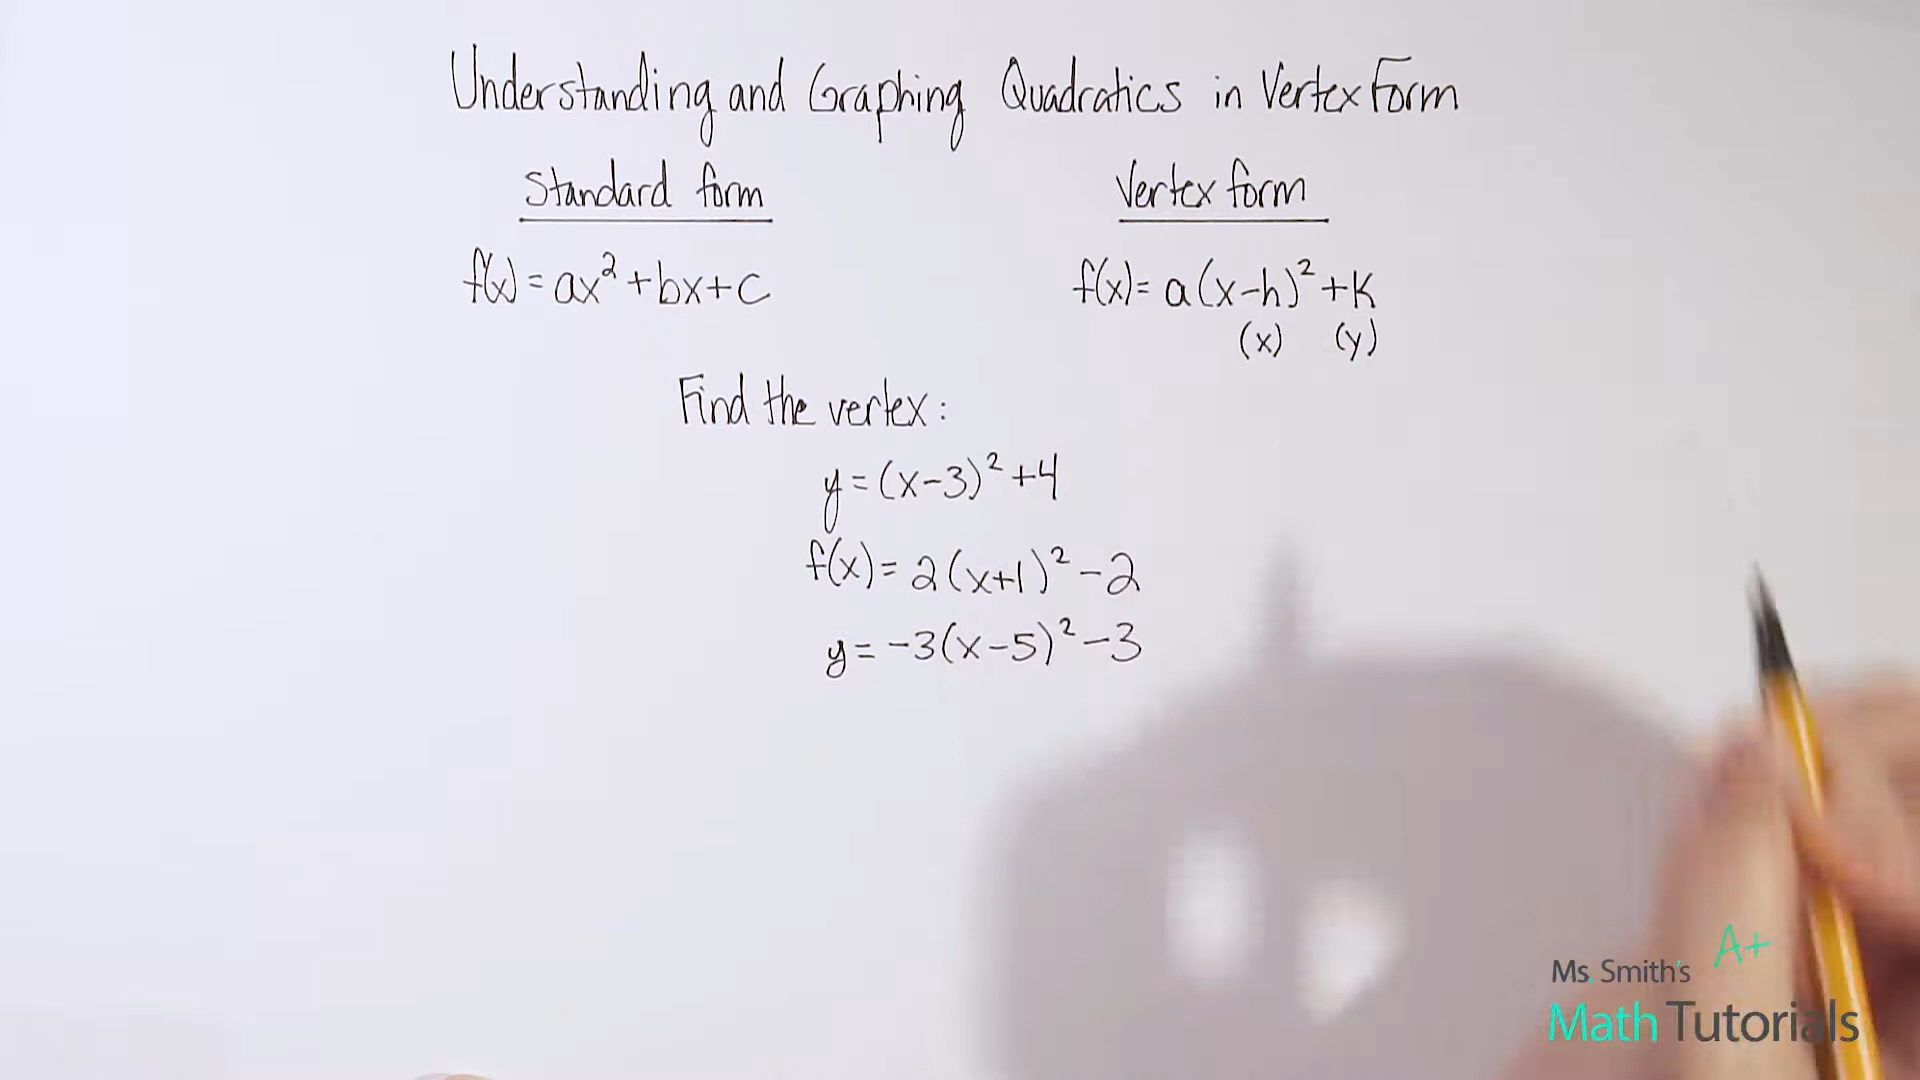 Understanding and Graphing Quadratics in Vertex Form
Standard form
f(x) = ax² + bx + c
Vertex form
f(x) = a(x-h)² + K
(x) (y)
Find the vertex:
y = (x-3)² + 4
f(x) = 2(x+1)² - 2
y = -3(x-5)² - 3
A+
Ms. Smith's
Math Tutorials